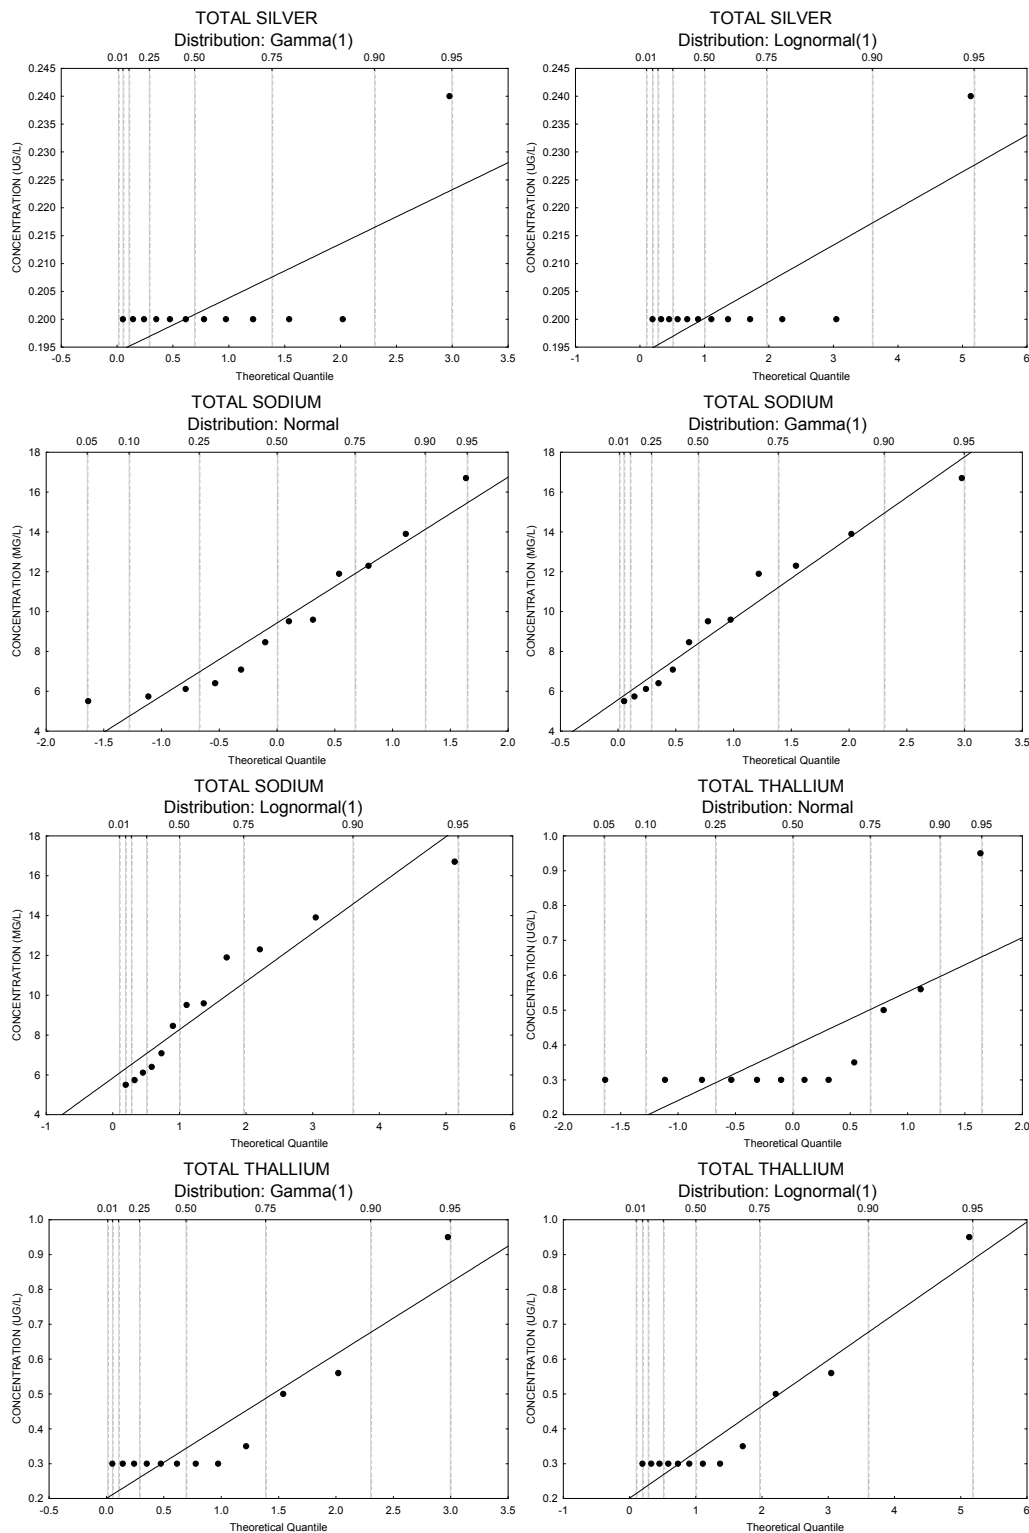 TOTAL SILVER
Distribution: Gamma(1)
0.01 0.25 0.50 0.75 0.90 0.95
0.245
0.240
0.235
0.230
0.225
0.220
0.215
0.210
0.205
0.200
0.195
CONCENTRATION (UG/L)
-0.5 0.0 0.5 1.0 1.5 2.0 2.5 3.0 3.5
Theoretical Quantile
TOTAL SILVER
Distribution: Lognormal(1)
0.01 0.50 0.75 0.90 0.95
0.245
0.240
0.235
0.230
0.225
0.220
0.215
0.210
0.205
0.200
0.195
CONCENTRATION (UG/L)
-1 0 1 2 3 4 5 6
Theoretical Quantile
TOTAL SODIUM
Distribution: Normal
0.05 0.10 0.25 0.50 0.75 0.90 0.95
18
16
14
12
10
8
6
4
CONCENTRATION (MG/L)
-2.0 -1.5 -1.0 -0.5 0.0 0.5 1.0 1.5 2.0
Theoretical Quantile
TOTAL SODIUM
Distribution: Gamma(1)
0.01 0.25 0.50 0.75 0.90 0.95
18
16
14
12
10
8
6
4
CONCENTRATION (MG/L)
-0.5 0.0 0.5 1.0 1.5 2.0 2.5 3.0 3.5
Theoretical Quantile
TOTAL SODIUM
Distribution: Lognormal(1)
0.01 0.50 0.75 0.90 0.95
18
16
14
12
10
8
6
4
CONCENTRATION (MG/L)
-1 0 1 2 3 4 5 6
Theoretical Quantile
TOTAL THALLIUM
Distribution: Normal
0.05 0.10 0.25 0.50 0.75 0.90 0.95
1.0
0.9
0.8
0.7
0.6
0.5
0.4
0.3
0.2
CONCENTRATION (UG/L)
-2.0 -1.5 -1.0 -0.5 0.0 0.5 1.0 1.5 2.0
Theoretical Quantile
TOTAL THALLIUM
Distribution: Gamma(1)
0.01 0.25 0.50 0.75 0.90 0.95
1.0
0.9
0.8
0.7
0.6
0.5
0.4
0.3
0.2
CONCENTRATION (UG/L)
-0.5 0.0 0.5 1.0 1.5 2.0 2.5 3.0 3.5
Theoretical Quantile
TOTAL THALLIUM
Distribution: Lognormal(1)
0.01 0.50 0.75 0.90 0.95
1.0
0.9
0.8
0.7
0.6
0.5
0.4
0.3
0.2
CONCENTRATION (UG/L)
-1 0 1 2 3 4 5 6
Theoretical Quantile